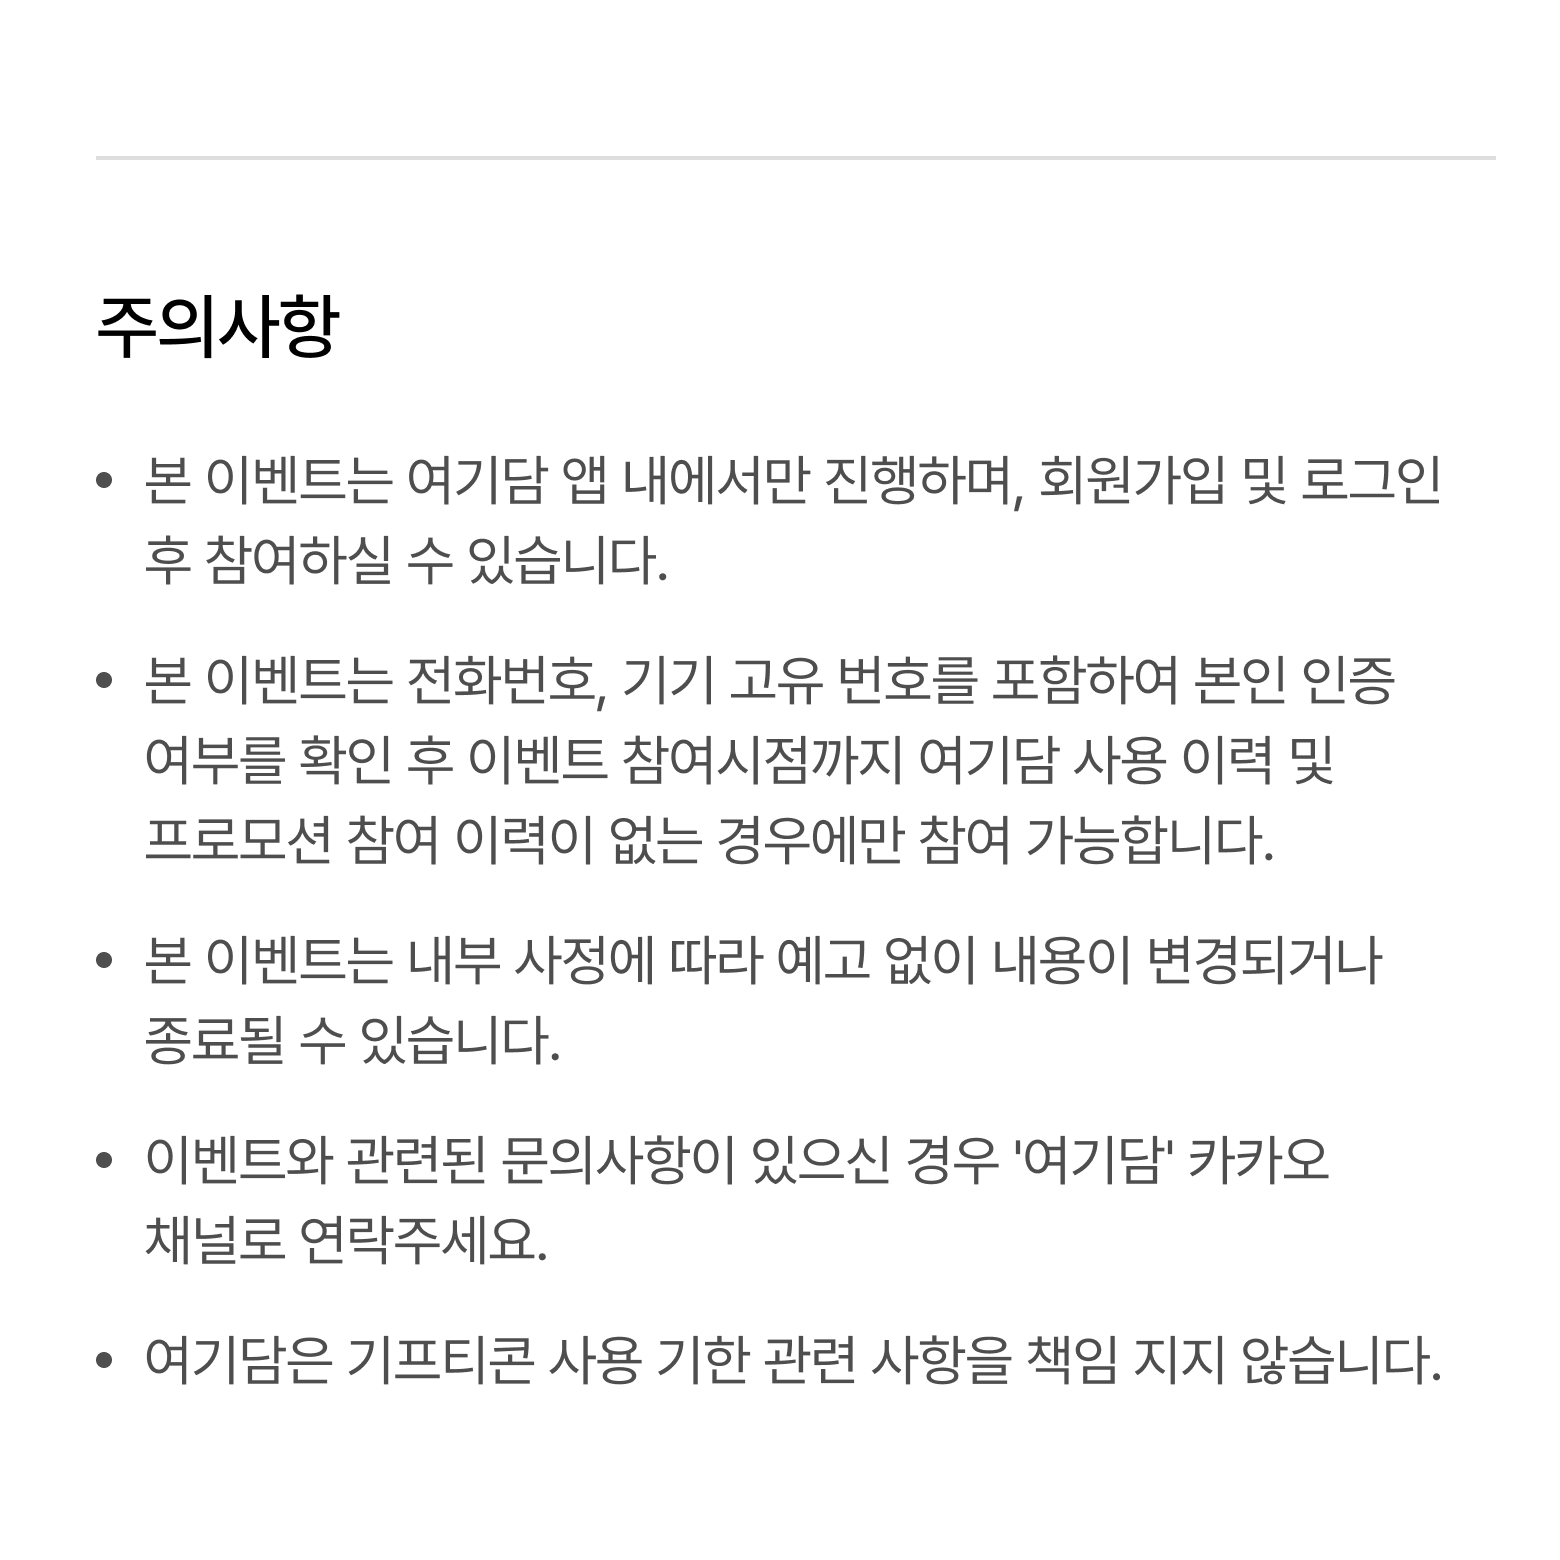 주의사항
• 본 이벤트는 여기담 앱 내에서만 진행하며, 회원가입 및 로그인
후 참여하실 수 있습니다.
• 본 이벤트는 전화번호, 기기 고유 번호를 포함하여 본인 인증
여부를 확인 후 이벤트 참여시점까지 여기담 사용 이력 및
프로모션 참여 이력이 없는 경우에만 참여 가능합니다.
• 본 이벤트는 내부 사정에 따라 예고 없이 내용이 변경되거나
종료될 수 있습니다.
• 이벤트와 관련된 문의사항이 있으신 경우 '여기담' 카카오
채널로 연락주세요.
• 여기담은 기프티콘 사용 기한 관련 사항을 책임 지지 않습니다.